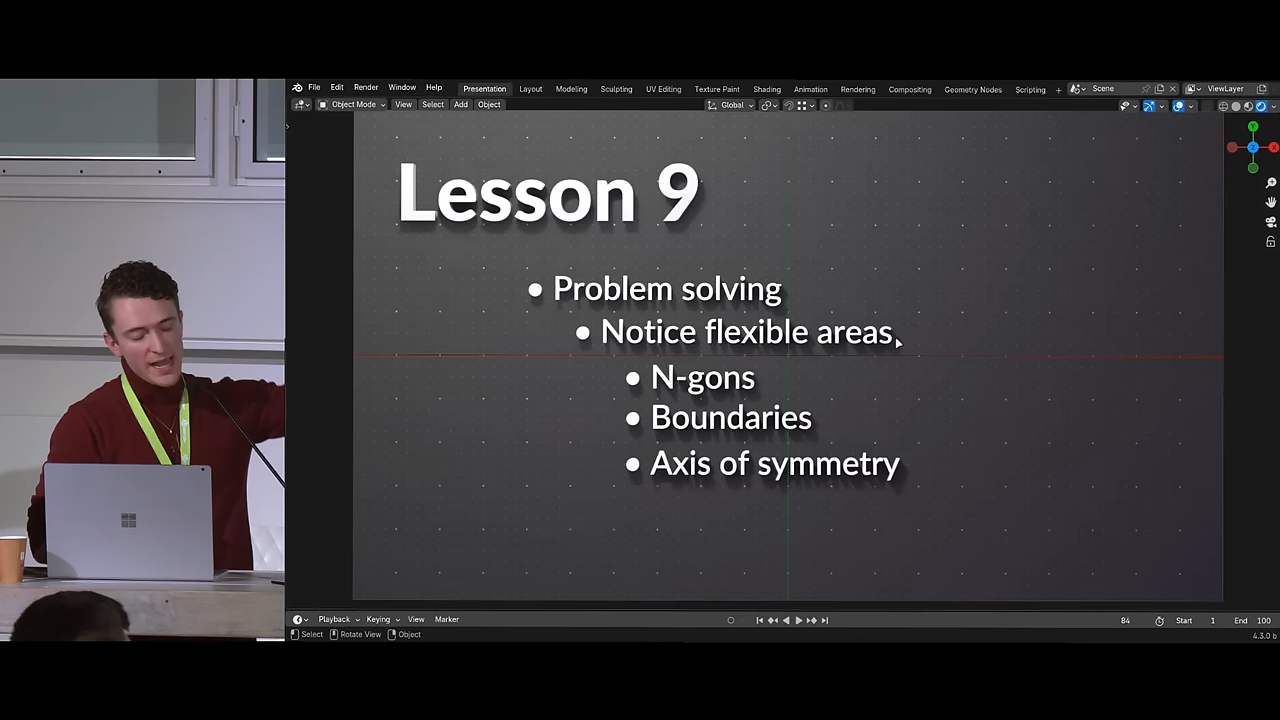 File Edit Render Window Help Presentation Layout Modeling Sculpting UV Editing Texture Paint Shading Animation Rendering Compositing Geometry Nodes Scripting + Scene ViewLayer
Object Mode View Select Add Object Global
Y
Z
X
Lesson 9
• Problem solving
• Notice flexible areas
• N-gons
• Boundaries
• Axis of symmetry
Playback Keying View Marker 84 Start 1 End 100
Select Rotate View Object 4.3.0 b